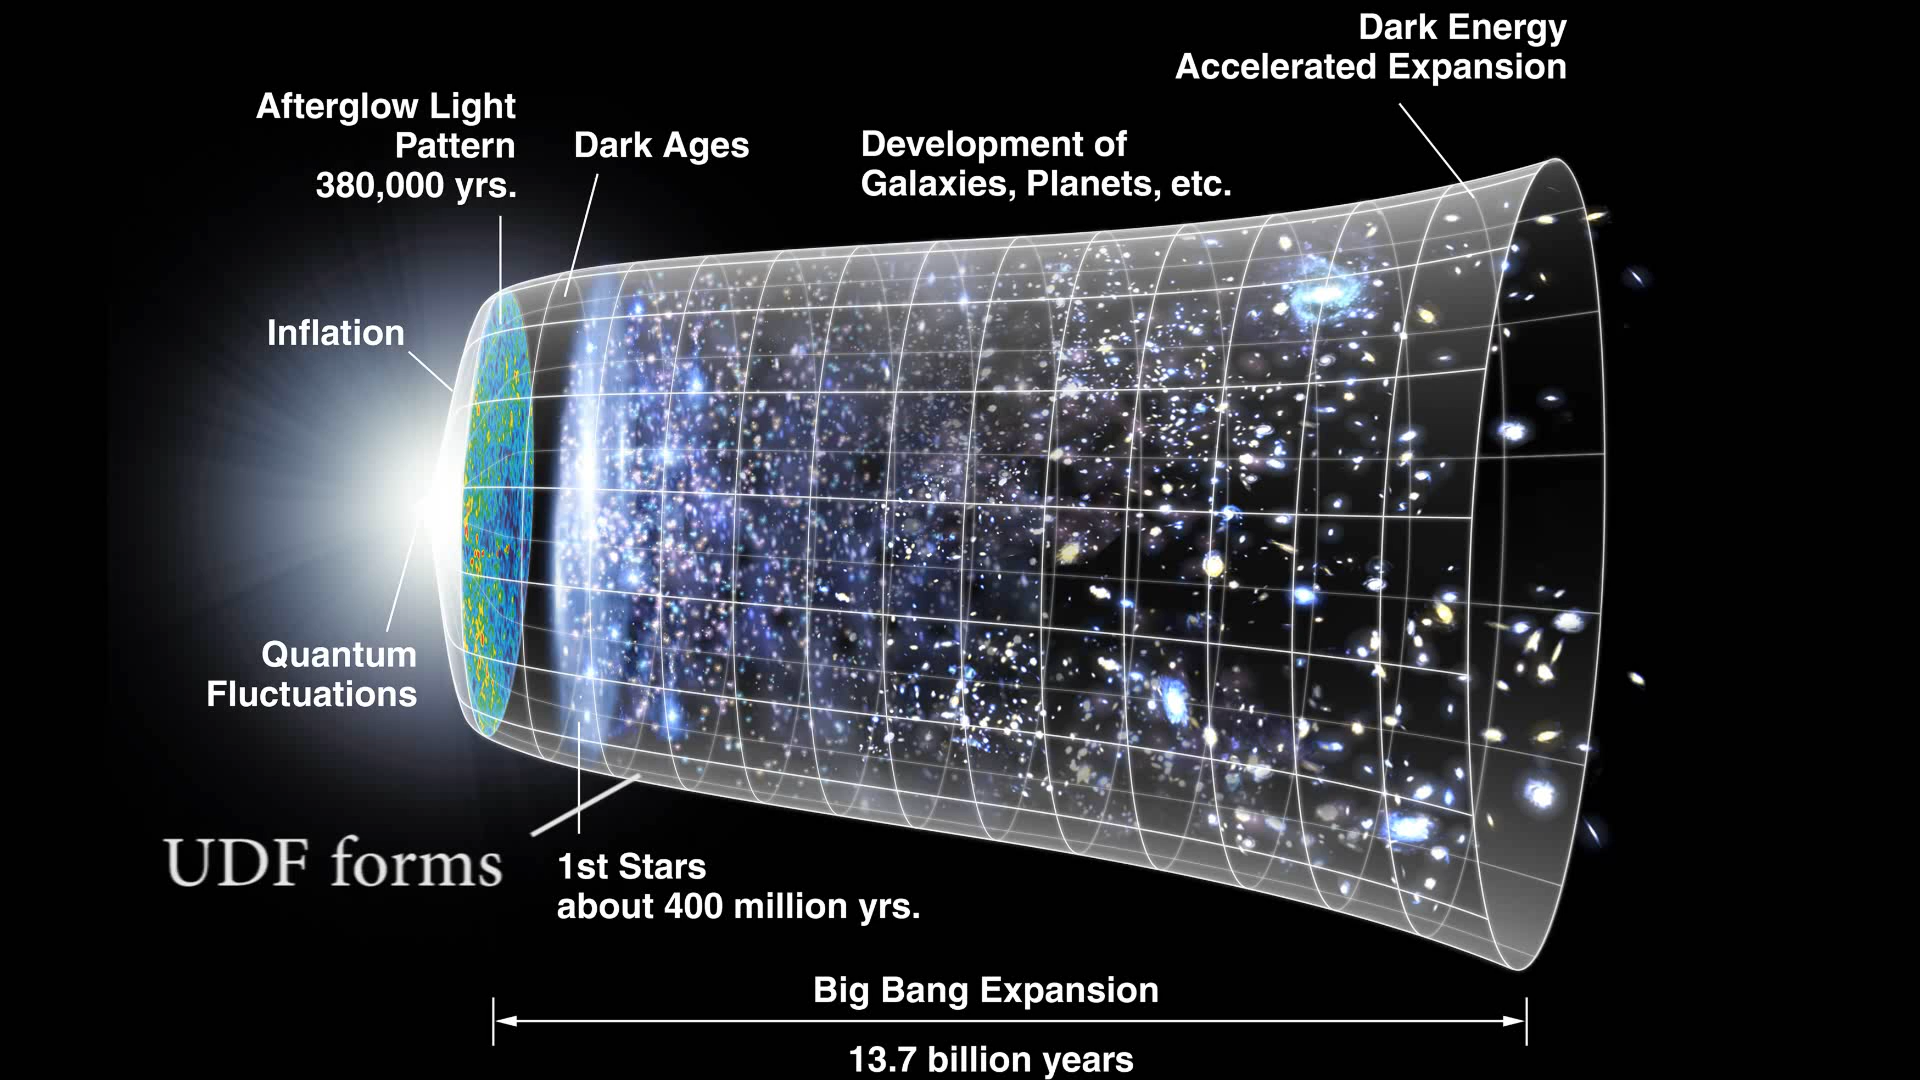 Dark Energy
Accelerated Expansion
Afterglow Light
Pattern
380,000 yrs.
Dark Ages
Development of
Galaxies, Planets, etc.
Inflation
Quantum
Fluctuations
UDF forms
1st Stars
about 400 million yrs.
Big Bang Expansion
13.7 billion years